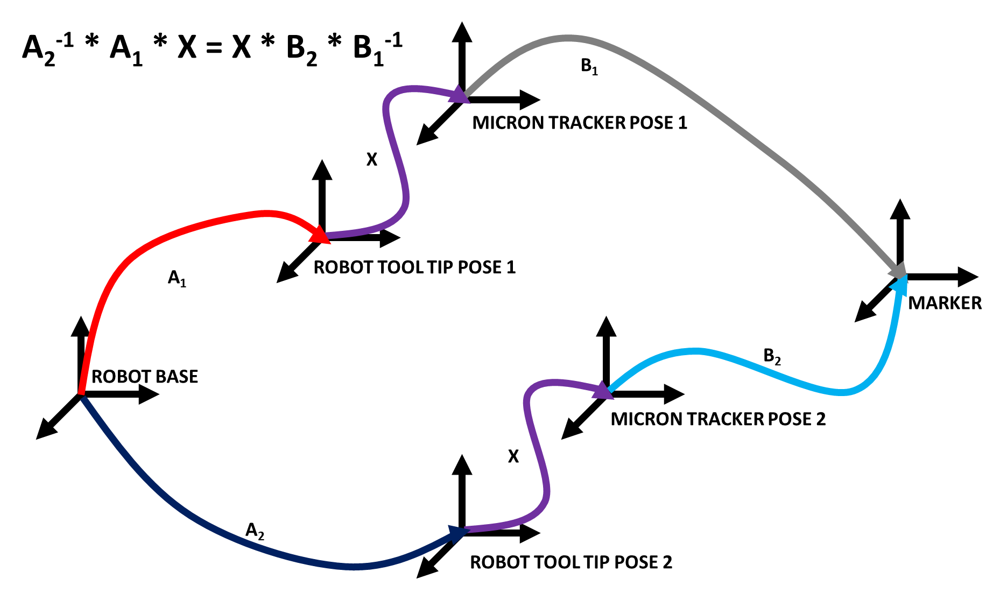 A₂⁻¹ * A₁ * X = X * B₂ * B₁⁻¹
B₁
MICRON TRACKER POSE 1
X
ROBOT TOOL TIP POSE 1
A₁
MARKER
B₂
ROBOT BASE
MICRON TRACKER POSE 2
X
A₂
ROBOT TOOL TIP POSE 2